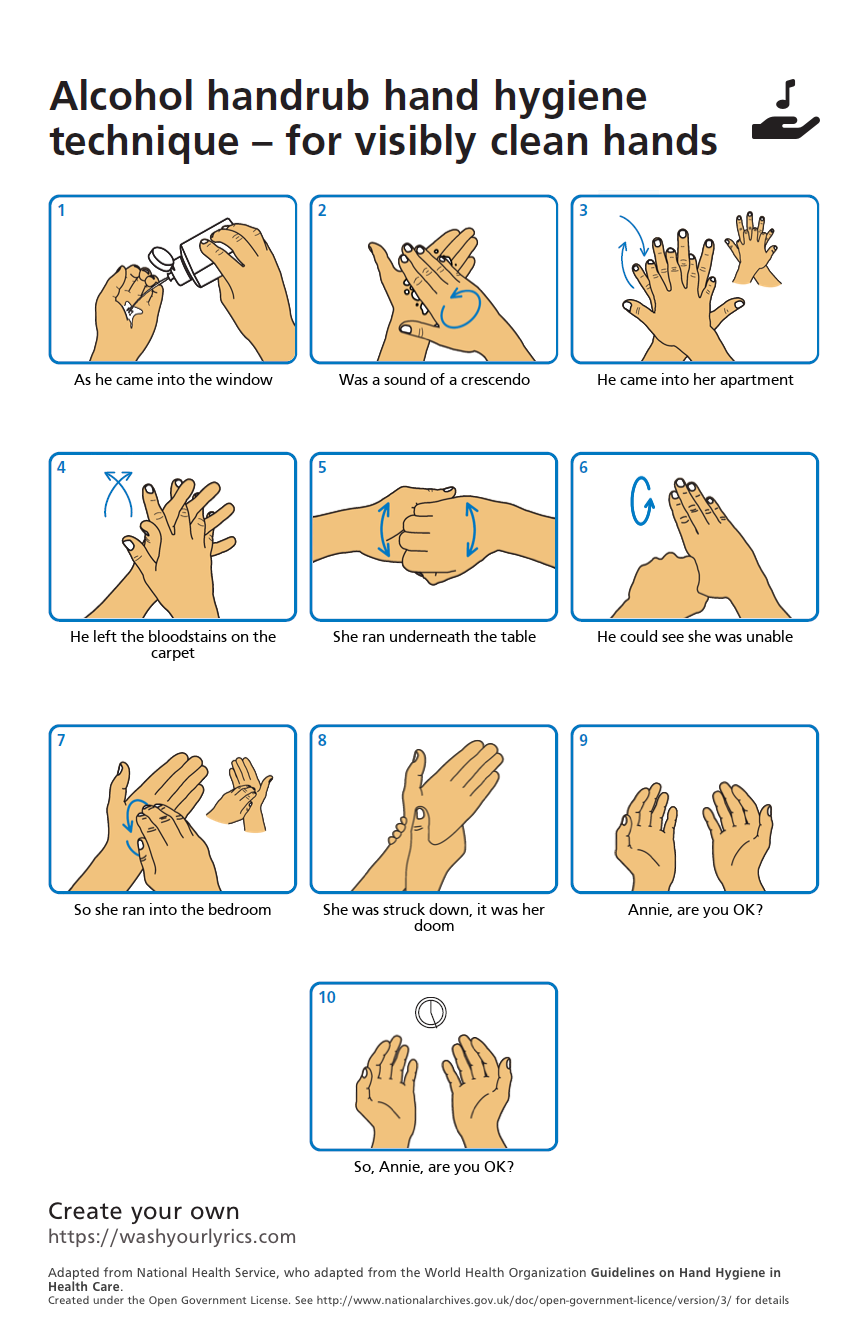 Alcohol handrub hand hygiene
technique – for visibly clean hands
1
As he came into the window
2
Was a sound of a crescendo
3
He came into her apartment
4
He left the bloodstains on the
carpet
5
She ran underneath the table
6
He could see she was unable
7
So she ran into the bedroom
8
She was struck down, it was her
doom
9
Annie, are you OK?
10
So, Annie, are you OK?
Create your own
https://washyourlyrics.com
Adapted from National Health Service, who adapted from the World Health Organization Guidelines on Hand Hygiene in
Health Care.
Created under the Open Government License. See http://www.nationalarchives.gov.uk/doc/open-government-licence/version/3/ for details